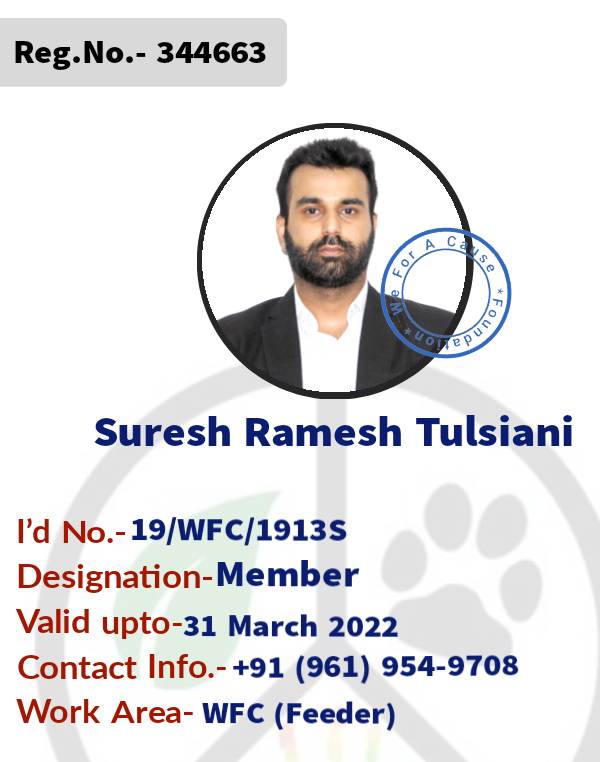 Reg.No.- 344663
We For A Cause *Foundation*
Suresh Ramesh Tulsiani
I'd No.- 19/WFC/1913S
Designation- Member
Valid upto- 31 March 2022
Contact Info.- +91 (961) 954-9708
Work Area- WFC (Feeder)